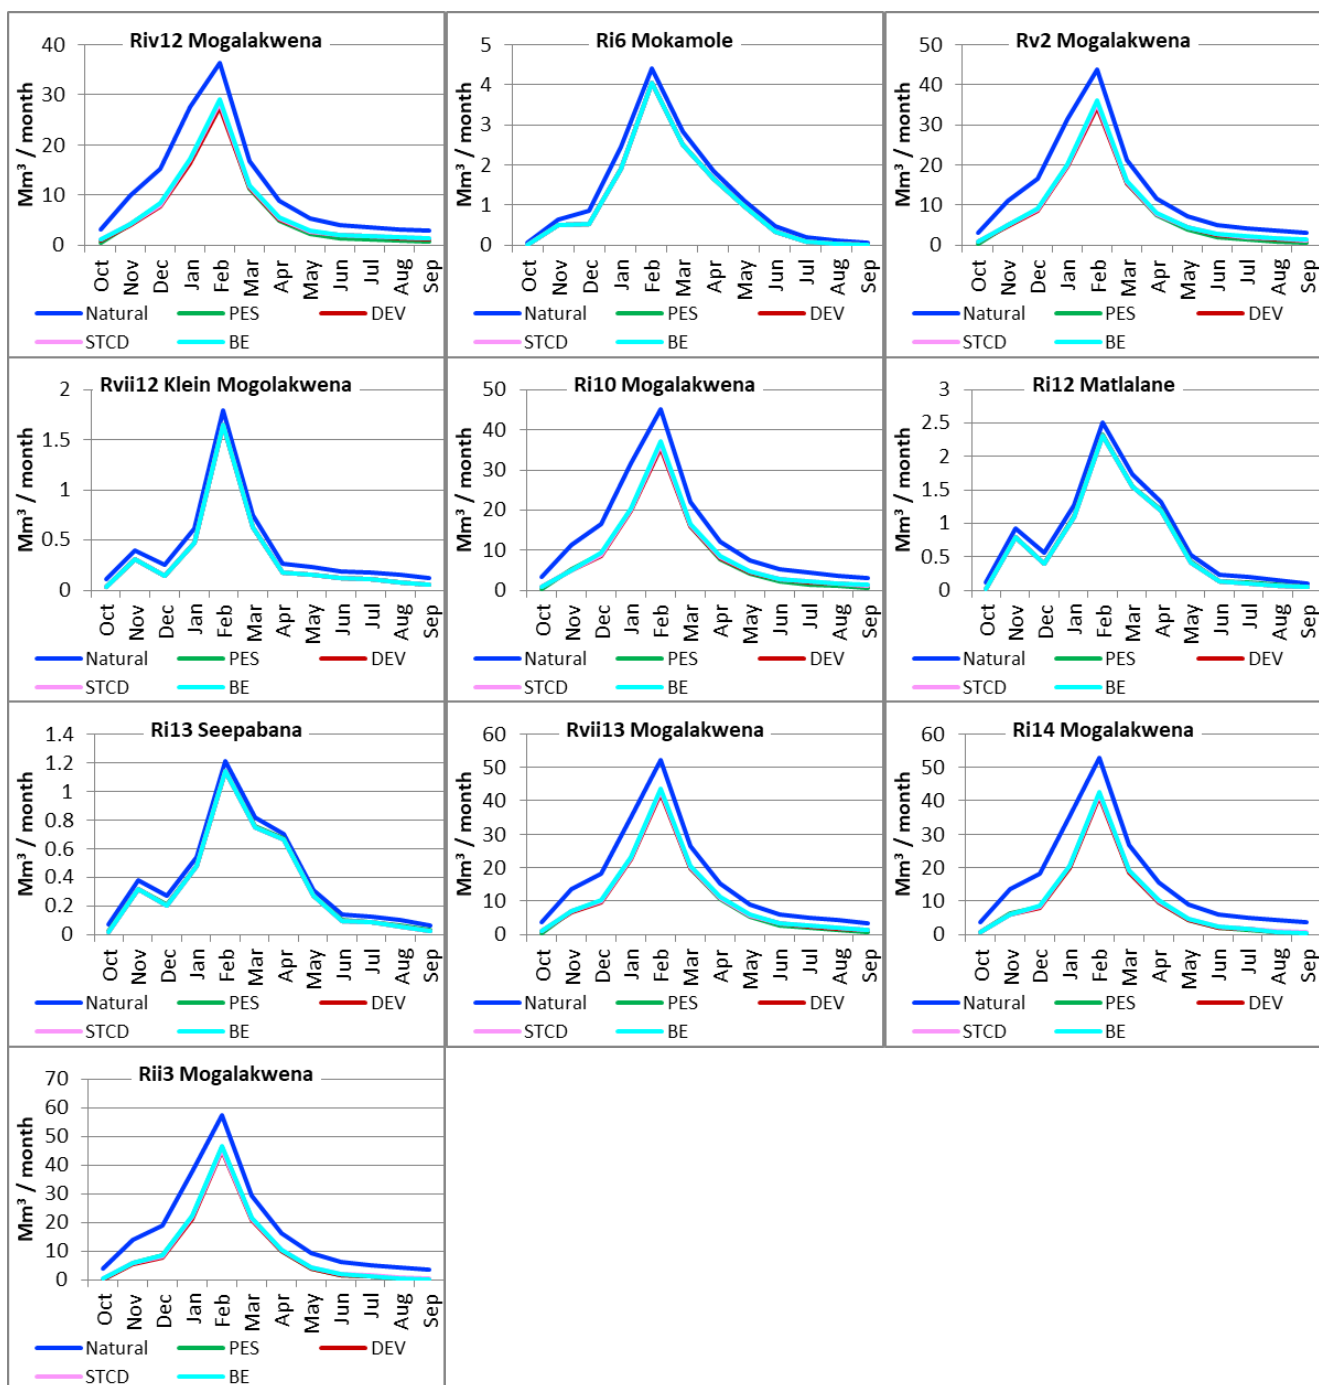 Riv12 Mogalakwena
Mm³ / month
40
30
20
10
0
Oct
Nov
Dec
Jan
Feb
Mar
Apr
May
Jun
Jul
Aug
Sep
Natural PES DEV
STCD BE
Ri6 Mokamole
Mm³ / month
5
4
3
2
1
0
Oct
Nov
Dec
Jan
Feb
Mar
Apr
May
Jun
Jul
Aug
Sep
Natural PES DEV
STCD BE
Rv2 Mogalakwena
Mm³ / month
50
40
30
20
10
0
Oct
Nov
Dec
Jan
Feb
Mar
Apr
May
Jun
Jul
Aug
Sep
Natural PES DEV
STCD BE
Rvii12 Klein Mogolakwena
Mm³ / month
2
1.5
1
0.5
0
Oct
Nov
Dec
Jan
Feb
Mar
Apr
May
Jun
Jul
Aug
Sep
Natural PES DEV
STCD BE
Ri10 Mogalakwena
Mm³ / month
50
40
30
20
10
0
Oct
Nov
Dec
Jan
Feb
Mar
Apr
May
Jun
Jul
Aug
Sep
Natural PES DEV
STCD BE
Ri12 Matlalane
Mm³ / month
3
2.5
2
1.5
1
0.5
0
Oct
Nov
Dec
Jan
Feb
Mar
Apr
May
Jun
Jul
Aug
Sep
Natural PES DEV
STCD BE
Ri13 Seepabana
Mm³ / month
1.4
1.2
1
0.8
0.6
0.4
0.2
0
Oct
Nov
Dec
Jan
Feb
Mar
Apr
May
Jun
Jul
Aug
Sep
Natural PES DEV
STCD BE
Rvii13 Mogalakwena
Mm³ / month
60
50
40
30
20
10
0
Oct
Nov
Dec
Jan
Feb
Mar
Apr
May
Jun
Jul
Aug
Sep
Natural PES DEV
STCD BE
Ri14 Mogalakwena
Mm³ / month
60
50
40
30
20
10
0
Oct
Nov
Dec
Jan
Feb
Mar
Apr
May
Jun
Jul
Aug
Sep
Natural PES DEV
STCD BE
Rii3 Mogalakwena
Mm³ / month
70
60
50
40
30
20
10
0
Oct
Nov
Dec
Jan
Feb
Mar
Apr
May
Jun
Jul
Aug
Sep
Natural PES DEV
STCD BE